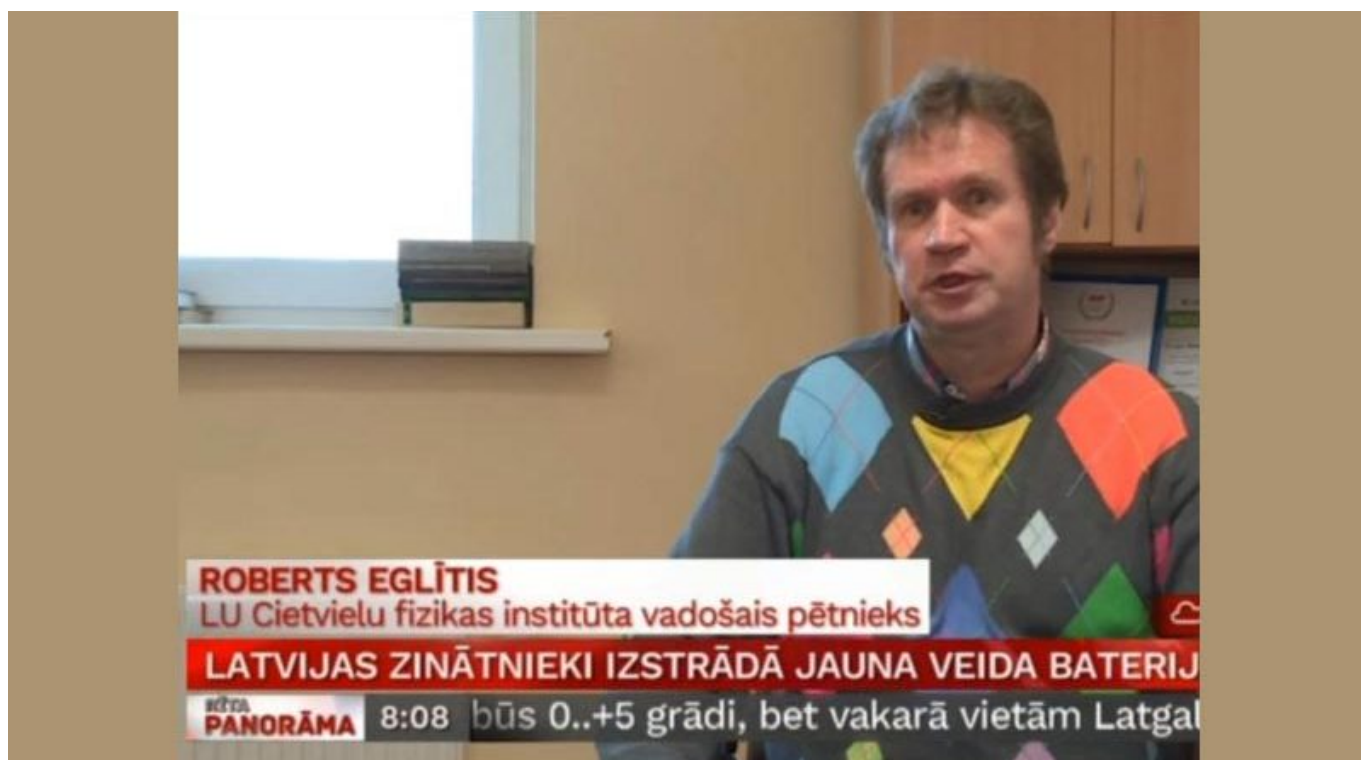 ROBERTS EGLĪTIS
LU Cietvielu fizikas institūta vadošais pētnieks
LATVIJAS ZINĀTNIEKI IZSTRĀDĀ JAUNA VEIDA BATERIJ
RĪTA
PANORĀMA 8:08 būs 0..+5 grādi, bet vakarā vietām Latgal